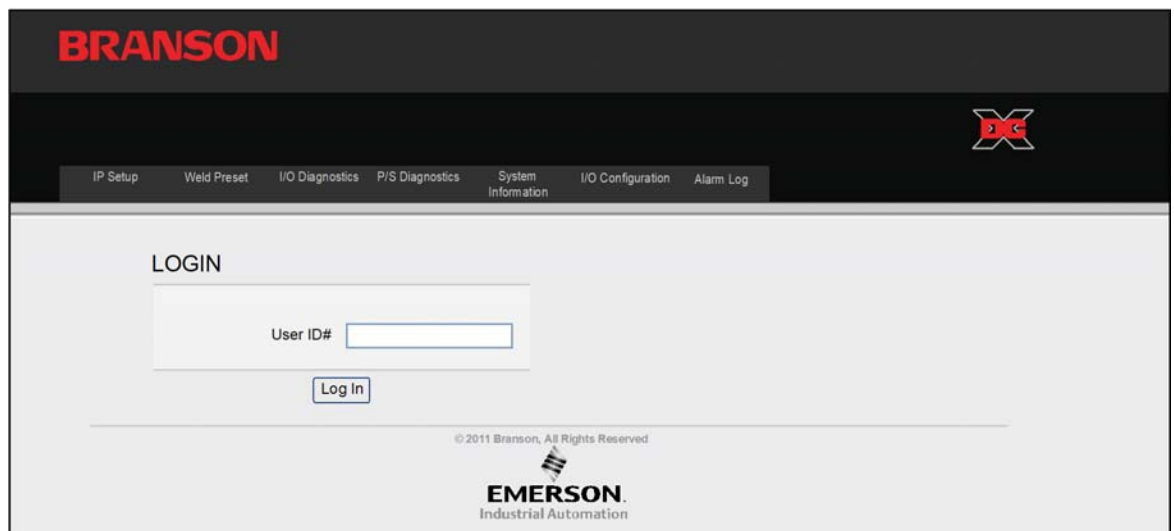 BRANSON
DCX
IP Setup Weld Preset I/O Diagnostics P/S Diagnostics System Information I/O Configuration Alarm Log
LOGIN
User ID#
Log In
© 2011 Branson, All Rights Reserved
EMERSON.
Industrial Automation